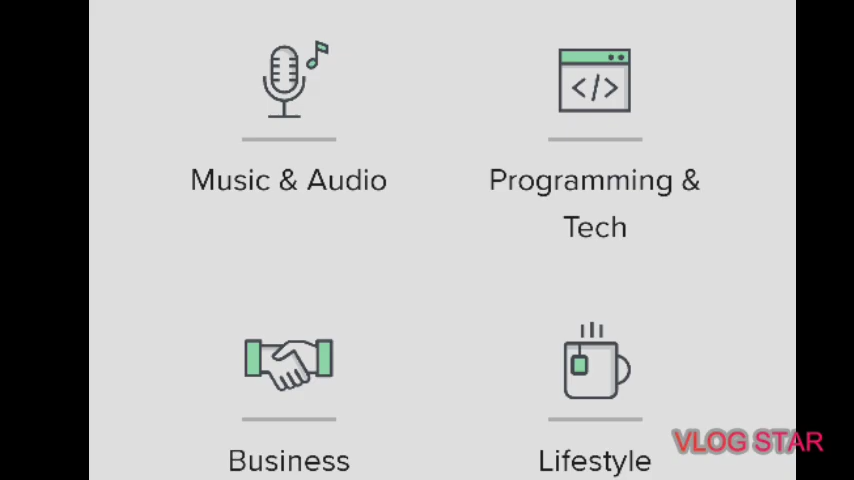 </>
Music & Audio
Programming &
Tech
Business
Lifestyle
VLOG STAR